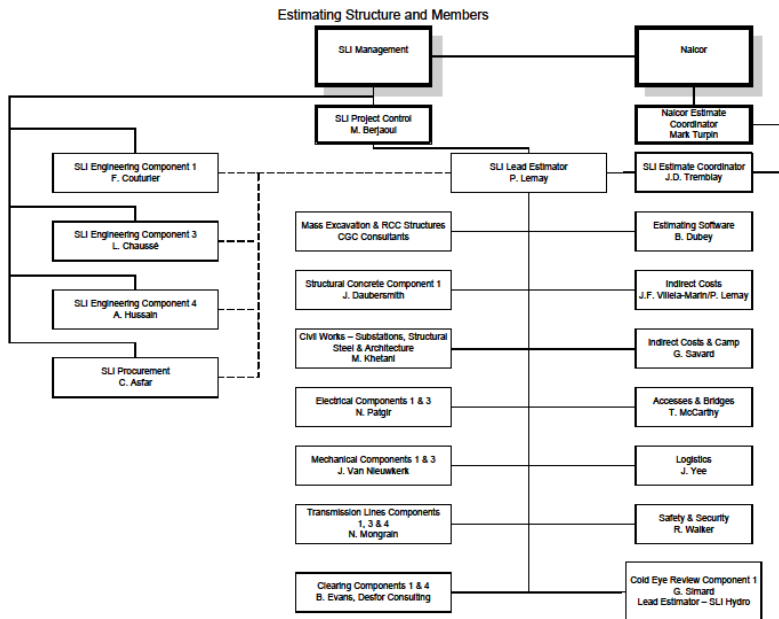 Estimating Structure and Members
SLI Management
Nalcor
SLI Project Control
M. Berjaoui
Nalcor Estimate
Coordinator
Mark Turpin
SLI Engineering Component 1
F. Couturier
SLI Lead Estimator
P. Lemay
SLI Estimate Coordinator
J.D. Tremblay
SLI Engineering Component 3
L. Chaussé
SLI Engineering Component 4
A. Hussain
SLI Procurement
C. Asfar
Mass Excavation & RCC Structures
CGC Consultants
Estimating Software
B. Dubey
Structural Concrete Component 1
J. Daubersmith
Indirect Costs
J.F. Villela-Marin/P. Lemay
Civil Works – Substations, Structural
Steel & Architecture
M. Khetani
Indirect Costs & Camp
G. Savard
Electrical Components 1 & 3
N. Patgir
Accesses & Bridges
T. McCarthy
Mechanical Components 1 & 3
J. Van Nieuwkerk
Logistics
J. Yee
Transmission Lines Components
1, 3 & 4
N. Mongrain
Safety & Security
R. Walker
Clearing Components 1 & 4
B. Evans, Desfor Consulting
Cold Eye Review Component 1
G. Simard
Lead Estimator – SLI Hydro